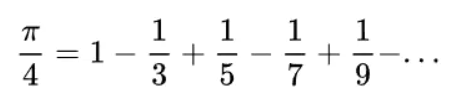 π/4 = 1 − 1/3 + 1/5 − 1/7 + 1/9 − …